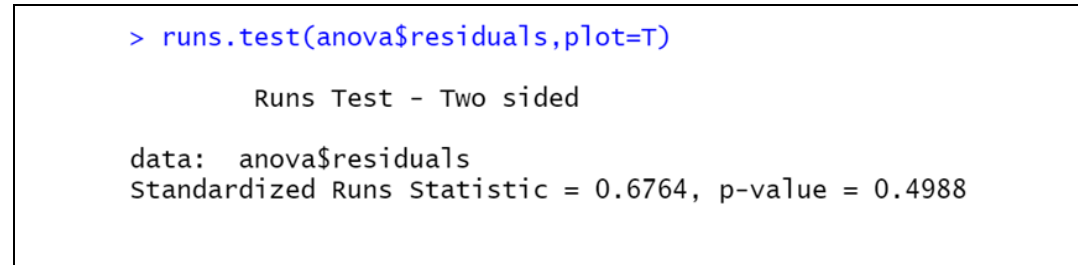 > runs.test(anova$residuals,plot=T)
Runs Test - Two sided
data: anova$residuals
Standardized Runs Statistic = 0.6764, p-value = 0.4988